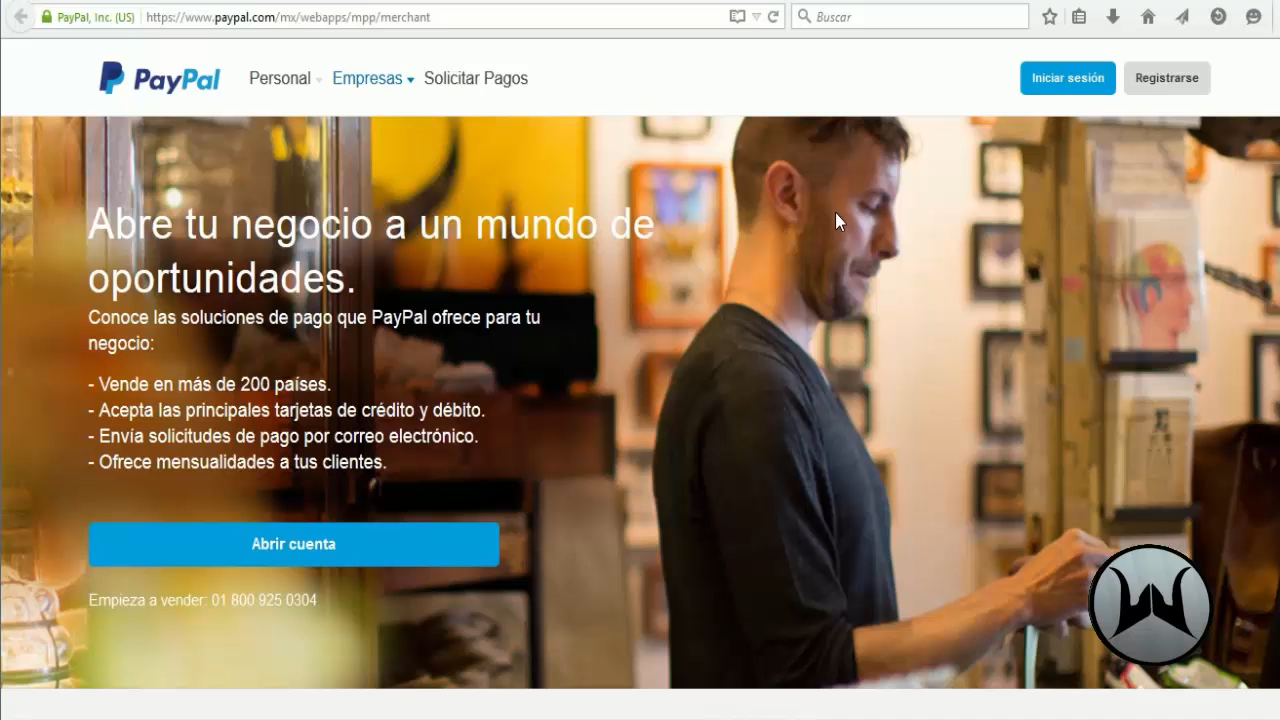 PayPal, Inc. (US)
https://www.paypal.com/mx/webapps/mpp/merchant
Buscar
PayPal
Personal
Empresas
Solicitar Pagos
Iniciar sesión
Registrarse
Abre tu negocio a un mundo de
oportunidades.
Conoce las soluciones de pago que PayPal ofrece para tu
negocio:
- Vende en más de 200 países.
- Acepta las principales tarjetas de crédito y débito.
- Envía solicitudes de pago por correo electrónico.
- Ofrece mensualidades a tus clientes.
Abrir cuenta
Empieza a vender: 01 800 925 0304